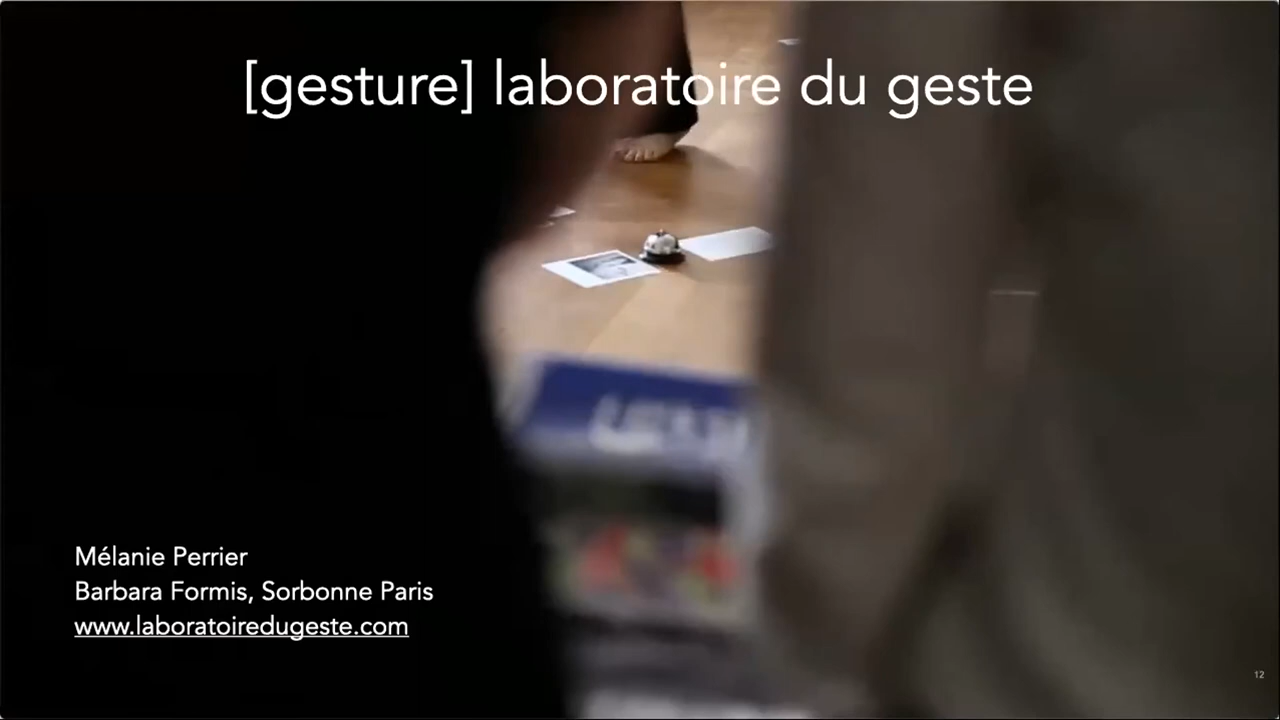 [gesture] laboratoire du geste
Mélanie Perrier
Barbara Formis, Sorbonne Paris
www.laboratoiredugeste.com
12